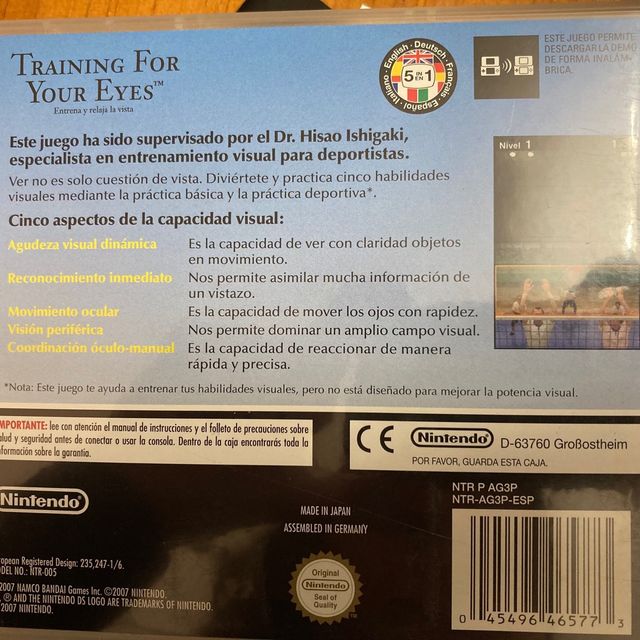 TRAINING FOR
YOUR EYES™
Entrena y relaja la vista
English · Deutsch · Français · Español · Italiano
5 IN EN 1
ESTE JUEGO PERMITE
DESCARGAR LA DEMO
DE FORMA INALÁM-
BRICA.
Este juego ha sido supervisado por el Dr. Hisao Ishigaki,
especialista en entrenamiento visual para deportistas.
Ver no es solo cuestión de vista. Diviértete y practica cinco habilidades
visuales mediante la práctica básica y la práctica deportiva*.
Nivel 1
Cinco aspectos de la capacidad visual:
Agudeza visual dinámica Es la capacidad de ver con claridad objetos
en movimiento.
Reconocimiento inmediato Nos permite asimilar mucha información de
un vistazo.
Movimiento ocular Es la capacidad de mover los ojos con rapidez.
Visión periférica Nos permite dominar un amplio campo visual.
Coordinación óculo-manual Es la capacidad de reaccionar de manera
rápida y precisa.
*Nota: Este juego te ayuda a entrenar tus habilidades visuales, pero no está diseñado para mejorar la potencia visual.
MPORTANTE: lee con atención el manual de instrucciones y el folleto de precauciones sobre
alud y seguridad antes de conectar o usar la consola. Dentro de la caja encontrarás toda la
formación sobre la garantía.
CE Nintendo D-63760 Großostheim
POR FAVOR, GUARDA ESTA CAJA.
NTR P AG3P
NTR-AG3P-ESP
Nintendo
MADE IN JAPAN
ASSEMBLED IN GERMANY
ropean Registered Design: 235,247-1/6.
DEL NO.: NTR-005
2007 NAMCO BANDAI Games Inc. ©2007 NINTENDO.
, ® AND THE NINTENDO DS LOGO ARE TRADEMARKS OF NINTENDO.
2007 NINTENDO.
Original
Nintendo
Seal of
Quality
0 45496 46577 3